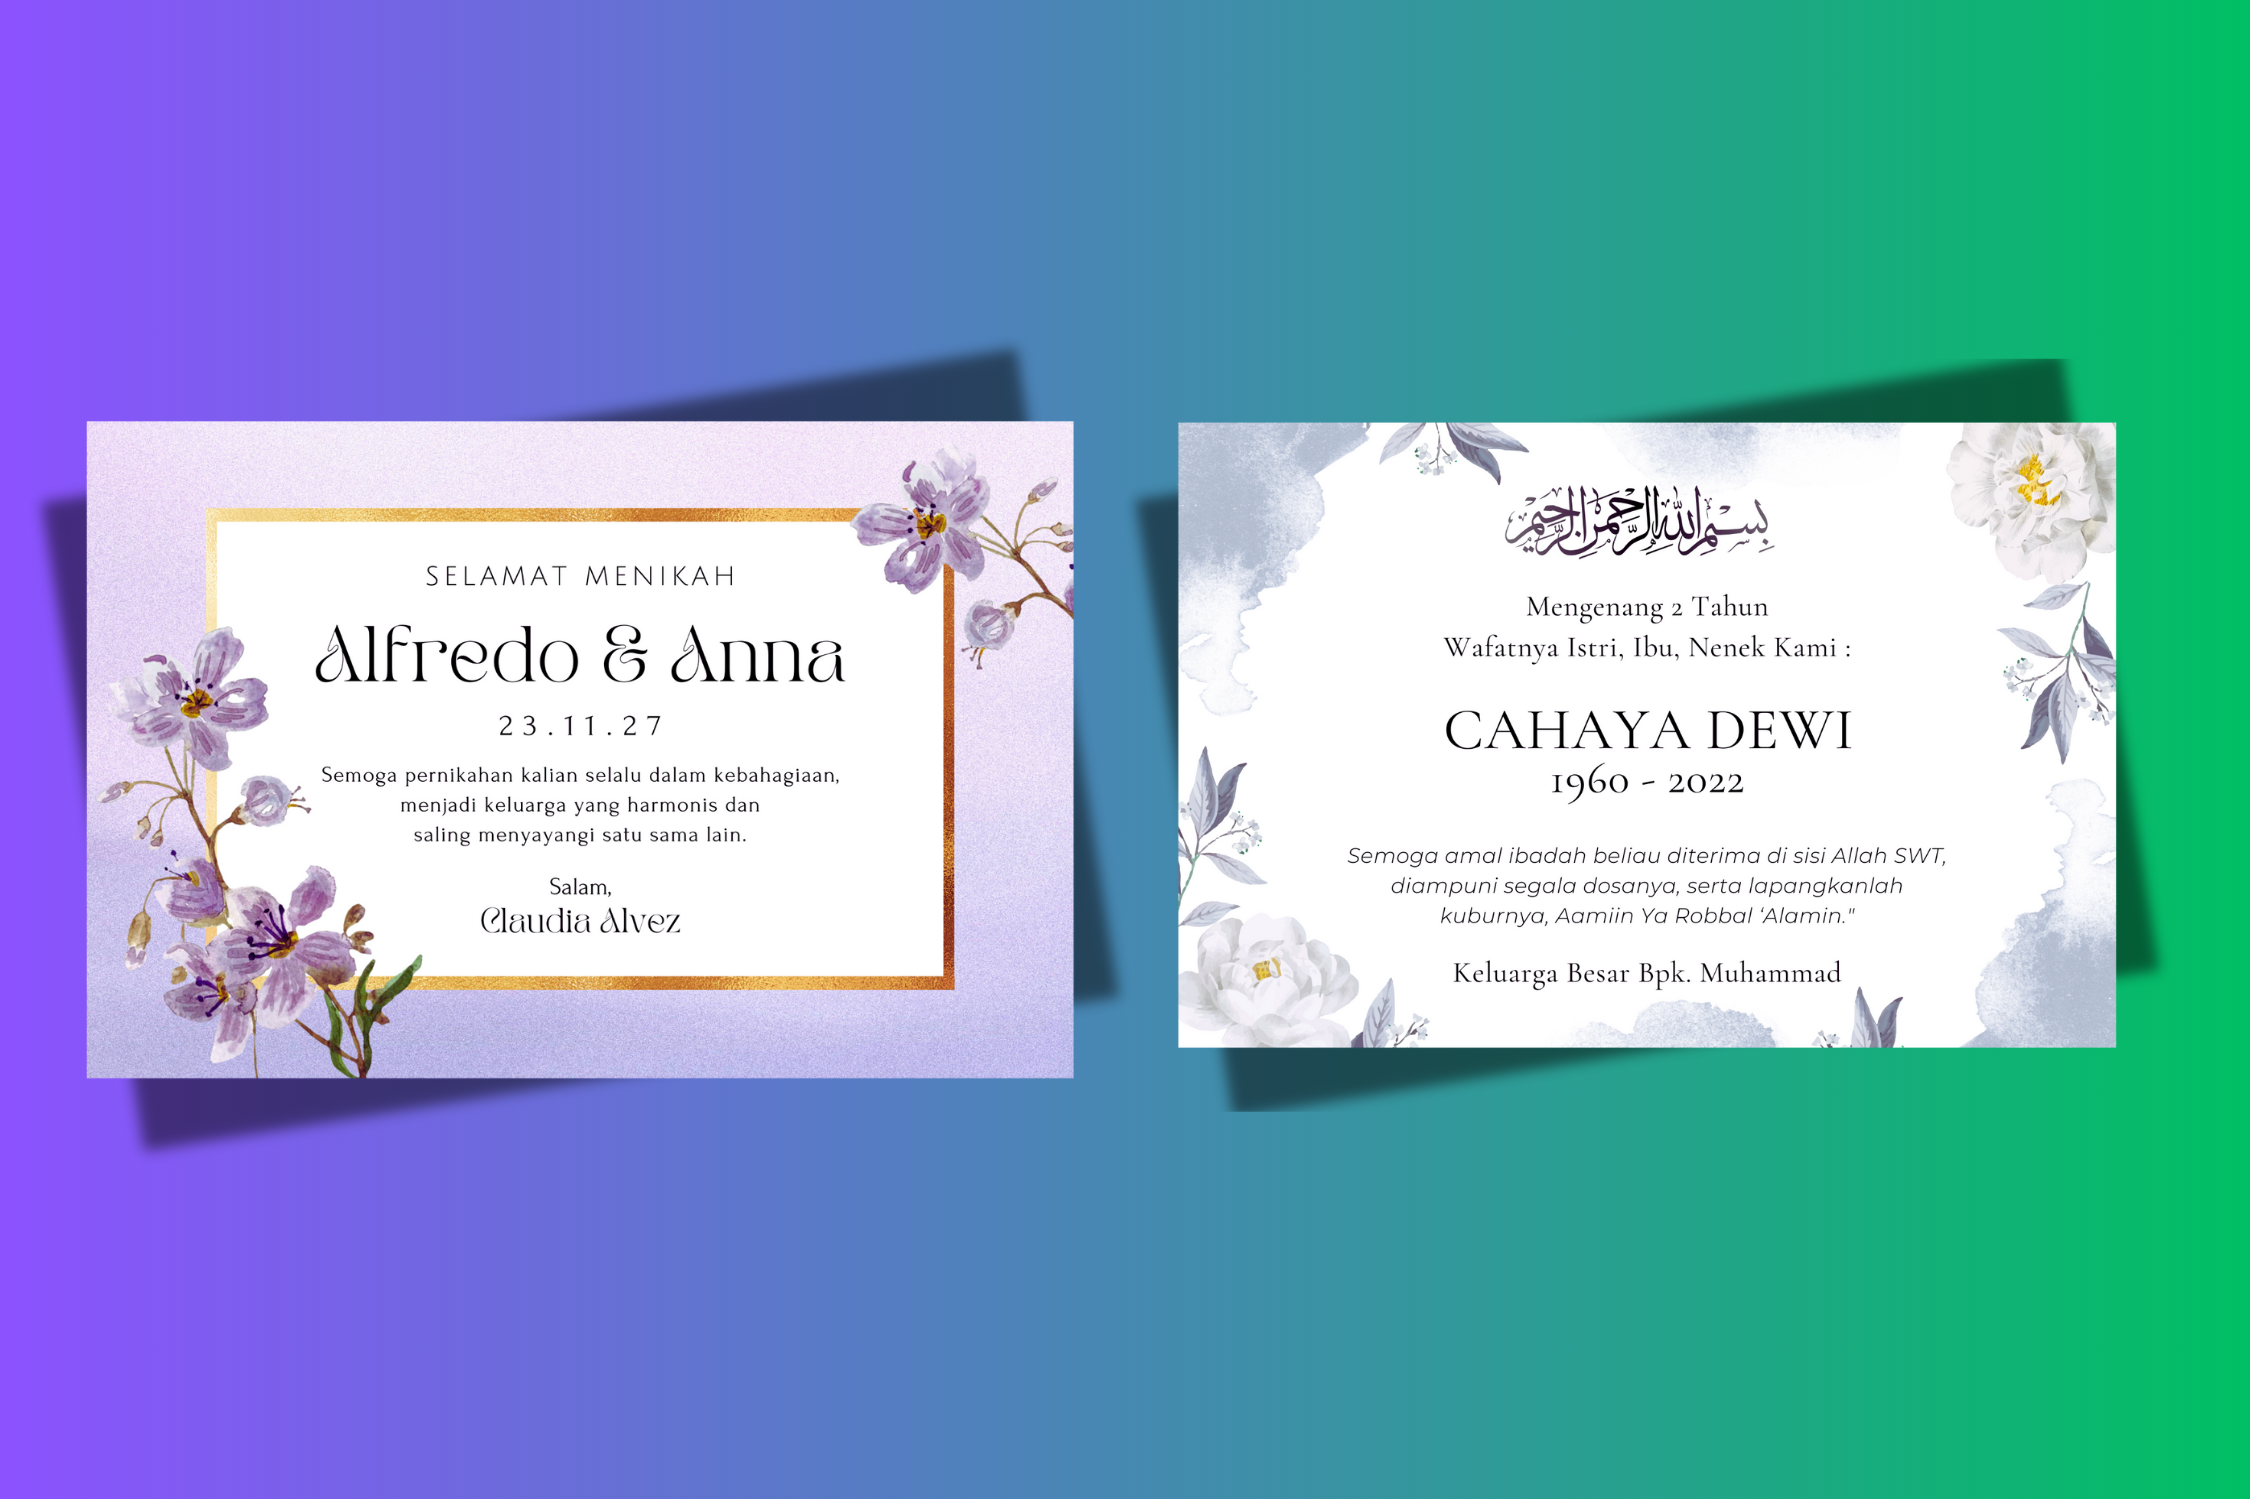 SELAMAT MENIKAH
Alfredo & Anna
23.11.27
Semoga pernikahan kalian selalu dalam kebahagiaan,
menjadi keluarga yang harmonis dan
saling menyayangi satu sama lain.
Salam,
Claudia Alvez
بسم الله الرحمن الرحيم
Mengenang 2 Tahun
Wafatnya Istri, Ibu, Nenek Kami :
CAHAYA DEWI
1960 - 2022
Semoga amal ibadah beliau diterima di sisi Allah SWT,
diampuni segala dosanya, serta lapangkanlah
kuburnya, Aamiin Ya Robbal ‘Alamin."
Keluarga Besar Bpk. Muhammad